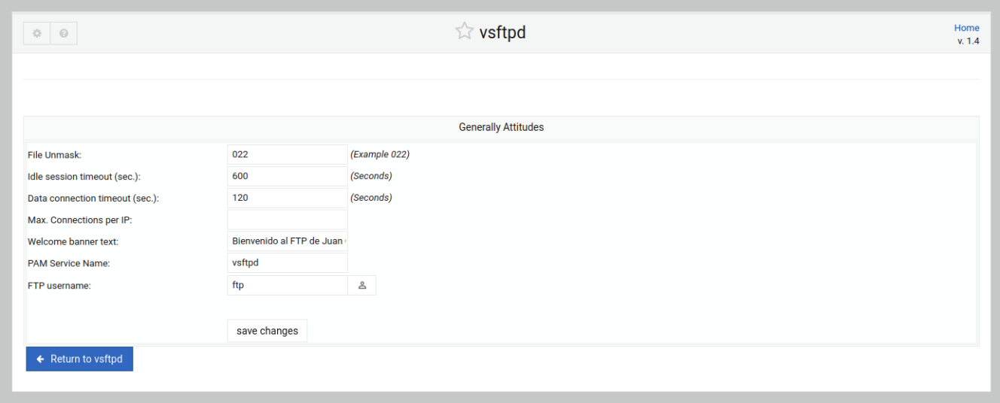 vsftpd
Home
v. 1.4
Generally Attitudes
File Unmask: 022 (Example 022)
Idle session timeout (sec.): 600 (Seconds)
Data connection timeout (sec.): 120 (Seconds)
Max. Connections per IP:
Welcome banner text: Bienvenido al FTP de Juan
PAM Service Name: vsftpd
FTP username: ftp
save changes
Return to vsftpd